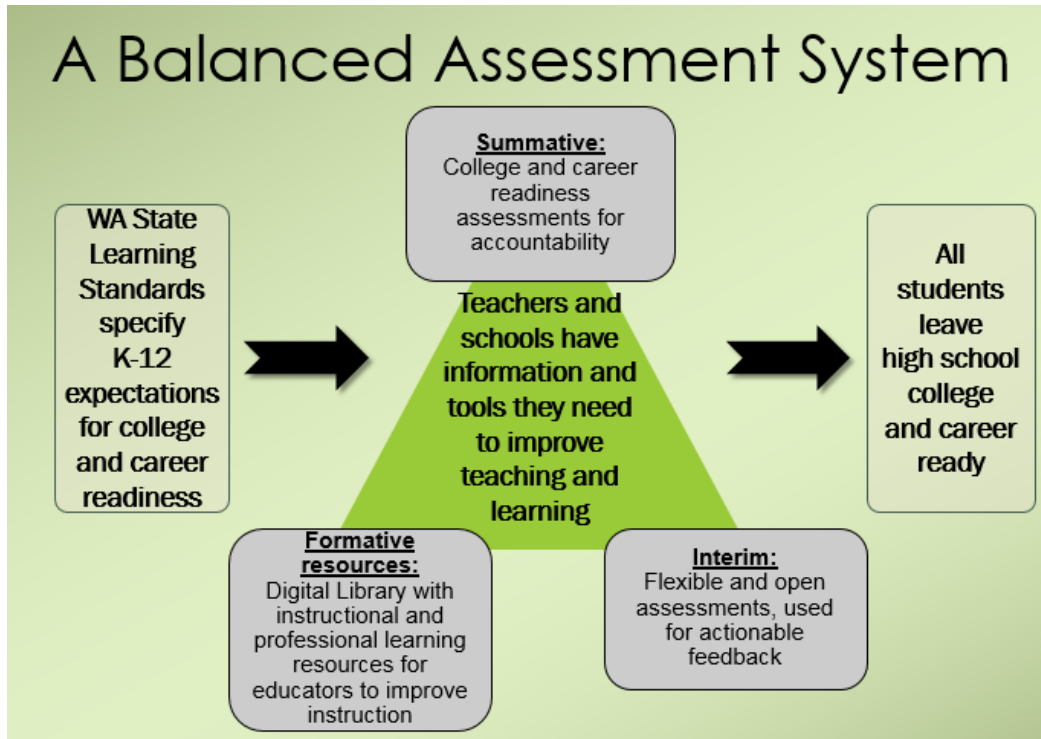 A Balanced Assessment System
Summative:
College and career
readiness
assessments for
accountability
WA State
Learning
Standards
specify
K-12
expectations
for college
and career
readiness
Teachers and
schools have
information and
tools they need
to improve
teaching and
learning
All
students
leave
high school
college
and career
ready
Formative
resources:
Digital Library with
instructional and
professional learning
resources for
educators to improve
instruction
Interim:
Flexible and open
assessments, used
for actionable
feedback